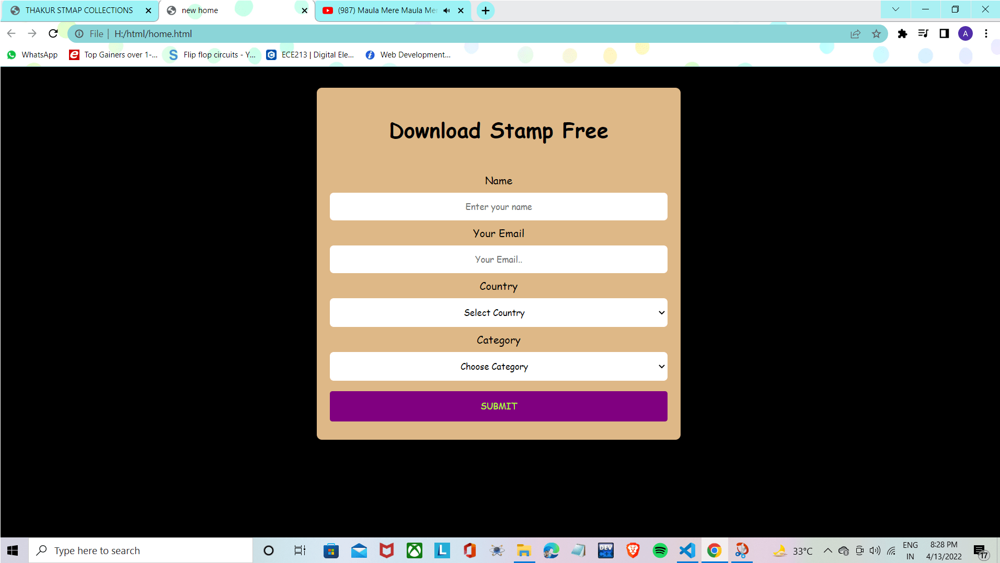 THAKUR STMAP COLLECTIONS
new home
(987) Maula Mere Maula Mer
File
H:/html/home.html
A
WhatsApp
Top Gainers over 1-...
Flip flop circuits - Y...
ECE213 | Digital Ele...
Web Development...
Download Stamp Free
Name
Enter your name
Your Email
Your Email..
Country
Select Country
Category
Choose Category
SUBMIT
Type here to search
L
DEV
C++
33°C
ENG
IN
8:28 PM
4/13/2022
17